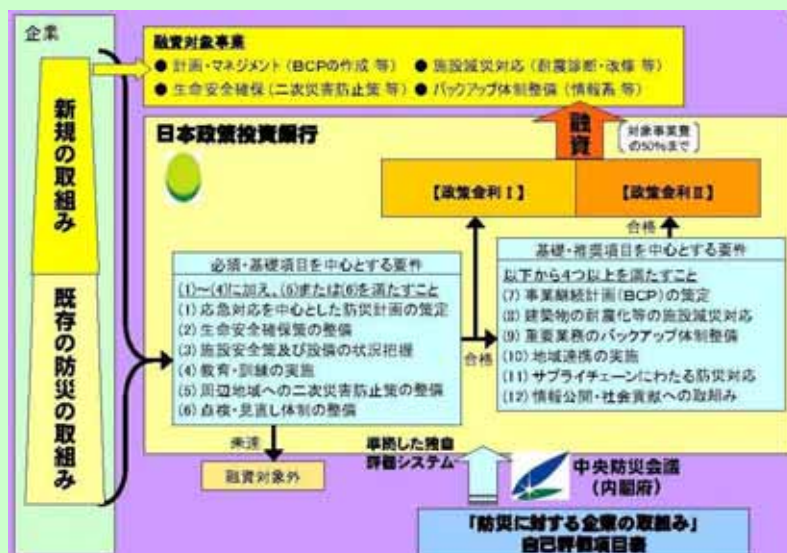 企業
新規の取組み
既存の防災の取組み
融資対象事業
● 計画・マネジメント(BCPの作成 等) ● 施設減災対応(耐震診断・改修 等)
● 生命安全確保(二次災害防止策 等) ● バックアップ体制整備(情報系 等)
日本政策投資銀行
融資
対象事業費
の50%まで
【政策金利Ⅰ】
【政策金利Ⅱ】
合格
必須・基礎項目を中心とする要件
(1)～(4)に加え、(5)または(6)を満たすこと
(1) 応急対応を中心とした防災計画の策定
(2) 生命安全確保策の整備
(3) 施設安全策及び設備の状況把握
(4) 教育・訓練の実施
(5) 周辺地域への二次災害防止策の整備
(6) 点検・見直し体制の整備
合格
基礎・推奨項目を中心とする要件
以下から4つ以上を満たすこと
(7) 事業継続計画(BCP)の策定
(8) 建築物の耐震化等の施設減災対応
(9) 重要業務のバックアップ体制整備
(10) 地域連携の実施
(11) サプライチェーンにわたる防災対応
(12) 情報公開・社会貢献への取組み
未達
融資対象外
準拠した独自
評価システム
中央防災会議
(内閣府)
「防災に対する企業の取組み」
自己評価項目表